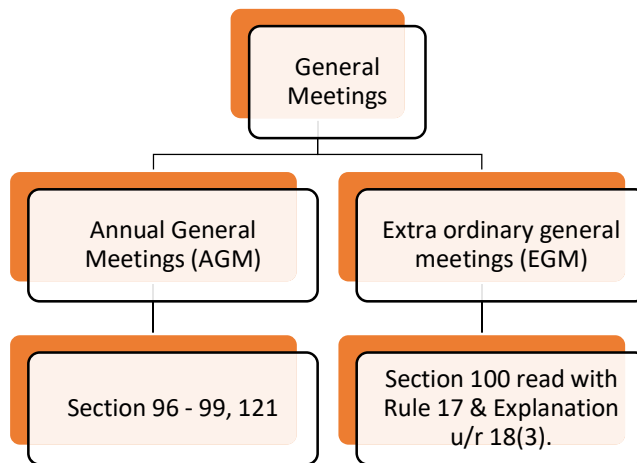 General
Meetings
Annual General
Meetings (AGM)
Extra ordinary general
meetings (EGM)
Section 96 - 99, 121
Section 100 read with
Rule 17 & Explanation
u/r 18(3).